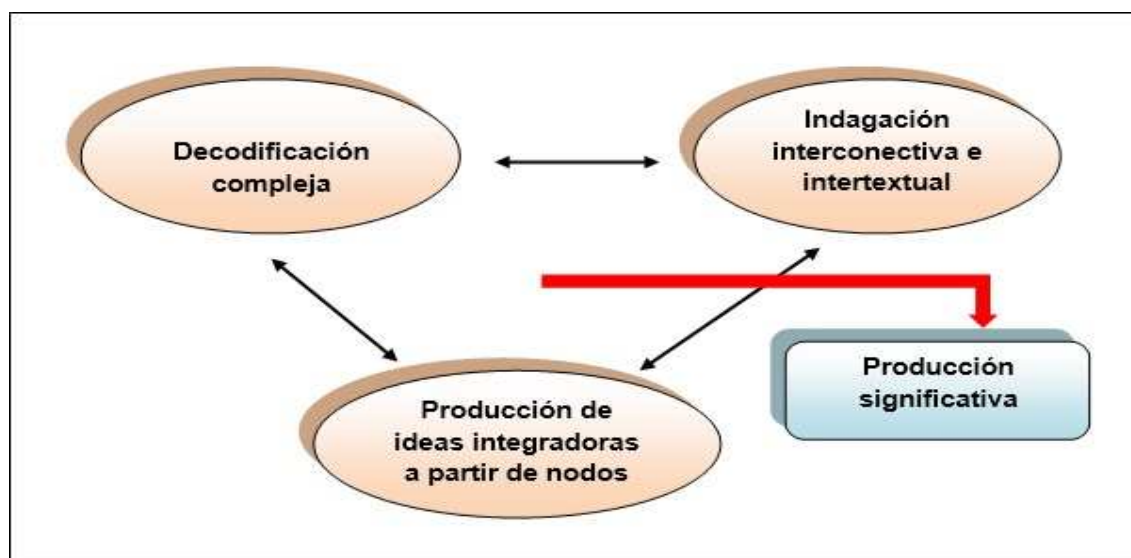 Decodificación
compleja
Indagación
interconectiva e
intertextual
Producción de
ideas integradoras
a partir de nodos
Producción
significativa